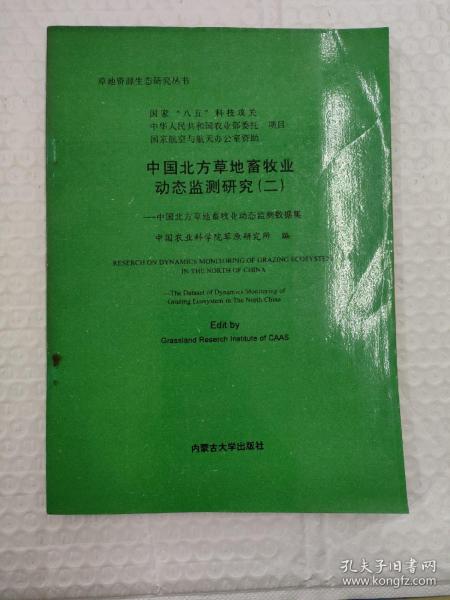 草地资源生态研究丛书
国家“八五”科技攻关
中华人民共和国农业部委托 项目
国家航空与航天办公室资助
中国北方草地畜牧业
动态监测研究(二)
——中国北方草地畜牧业动态监测数据集
中国农业科学院草原研究所 编
RESERCH ON DYNAMICS MONITORING OF GRAZING ECOSYSTEM
IN THE NORTH OF CHINA
—The Dataset of Dynamics Monitoring of
Grazing Ecosystem in The North China
Edit by
Grassland Reserch Institute of CAAS
内蒙古大学出版社
孔夫子旧书网
www.kongfz.com